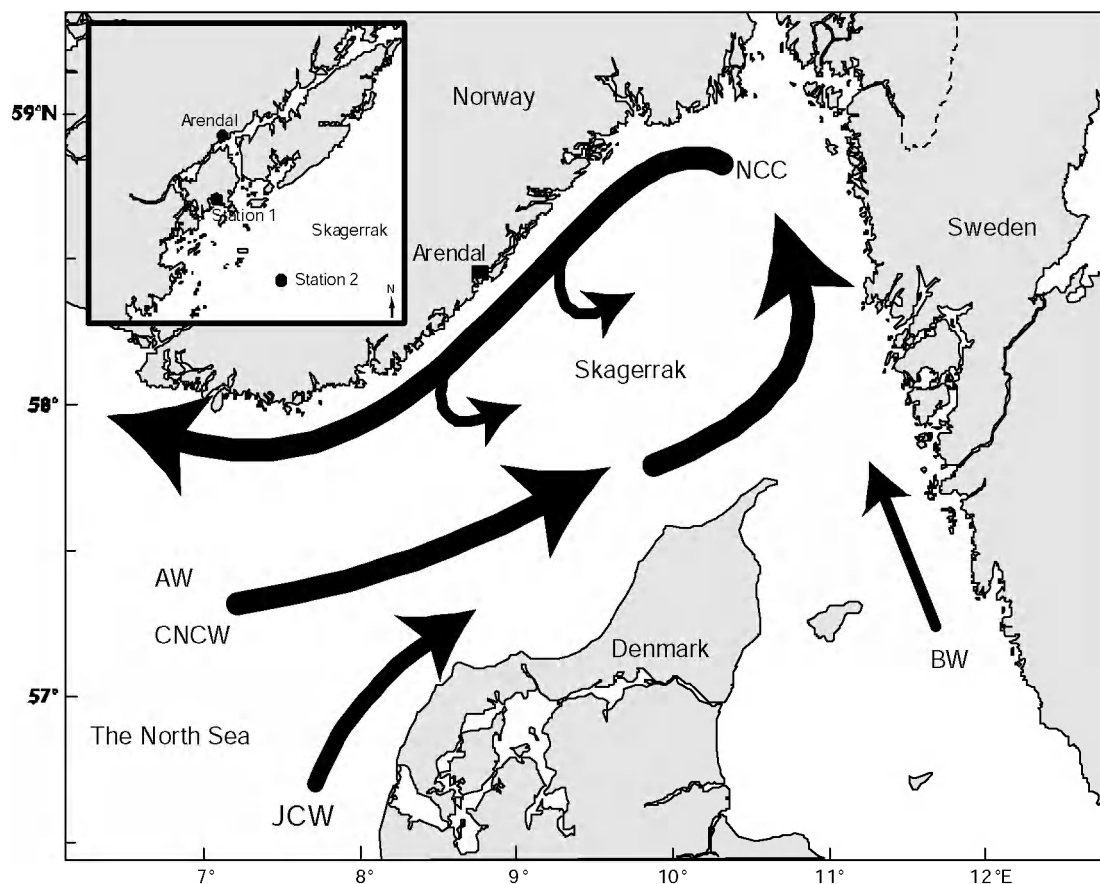 Arendal
Station 1
Skagerrak
Station 2
N
59°N
Norway
NCC
Sweden
Arendal
Skagerrak
58°
AW
CNCW
Denmark
BW
57°
The North Sea
JCW
7° 8° 9° 10° 11° 12°E